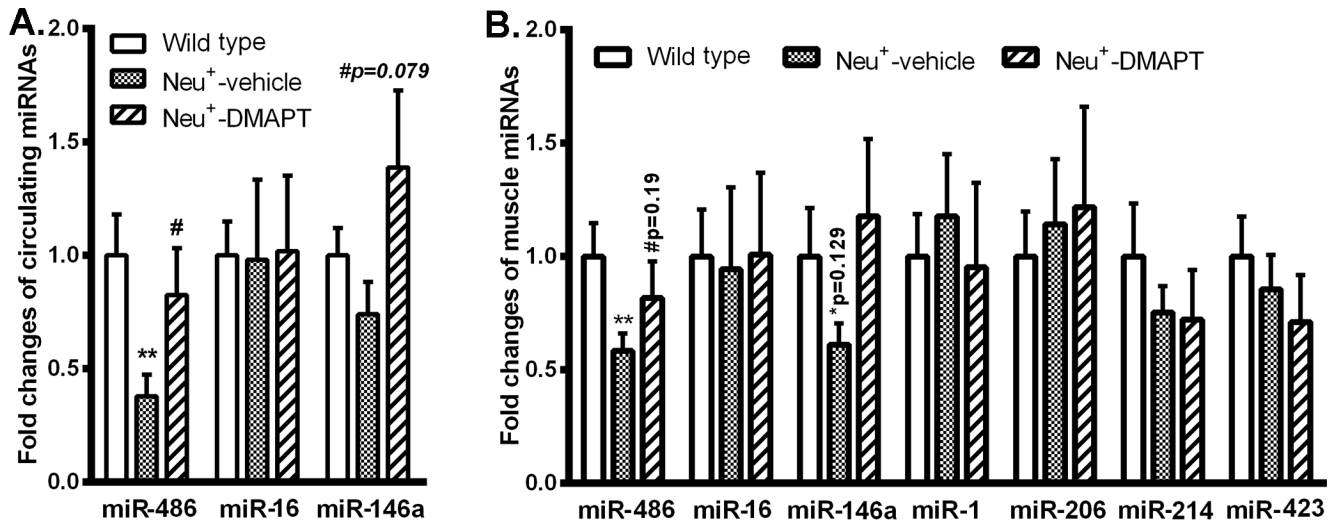 A.
Fold changes of circulating miRNAs
2.0
1.5
1.0
0.5
0.0
Wild type
Neu+-vehicle
Neu+-DMAPT
#p=0.079
**
#
miR-486 miR-16 miR-146a
B.
Fold changes of muscle miRNAs
2.0
1.5
1.0
0.5
0.0
Wild type Neu+-vehicle Neu+-DMAPT
**
#p=0.19
*p=0.129
miR-486 miR-16 miR-146a miR-1 miR-206 miR-214 miR-423